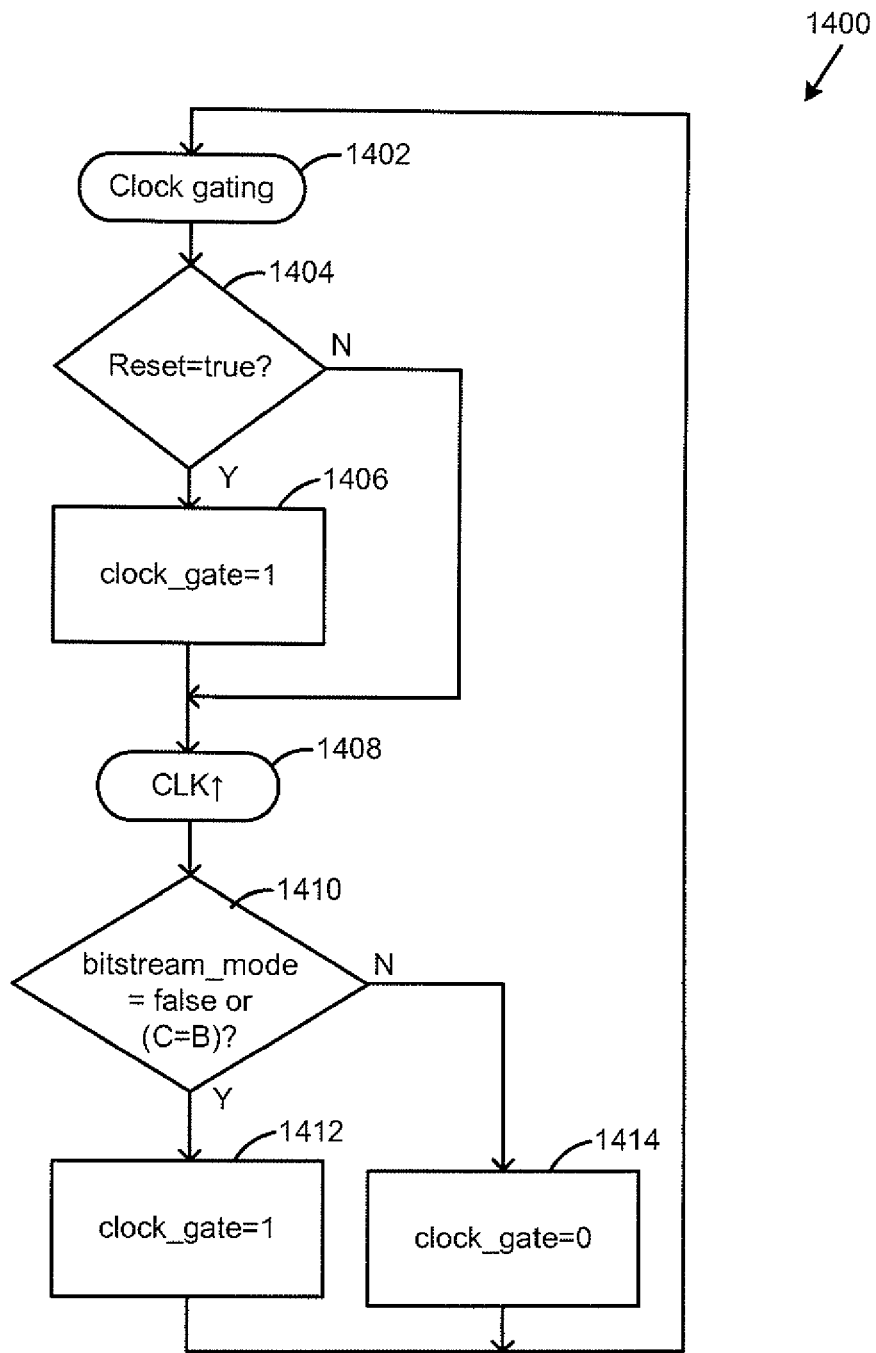 1400
1402
Clock gating
1404
Reset=true?
N
Y
1406
clock_gate=1
1408
CLK↑
1410
bitstream_mode
= false or
(C=B)?
N
Y
1412
clock_gate=1
1414
clock_gate=0